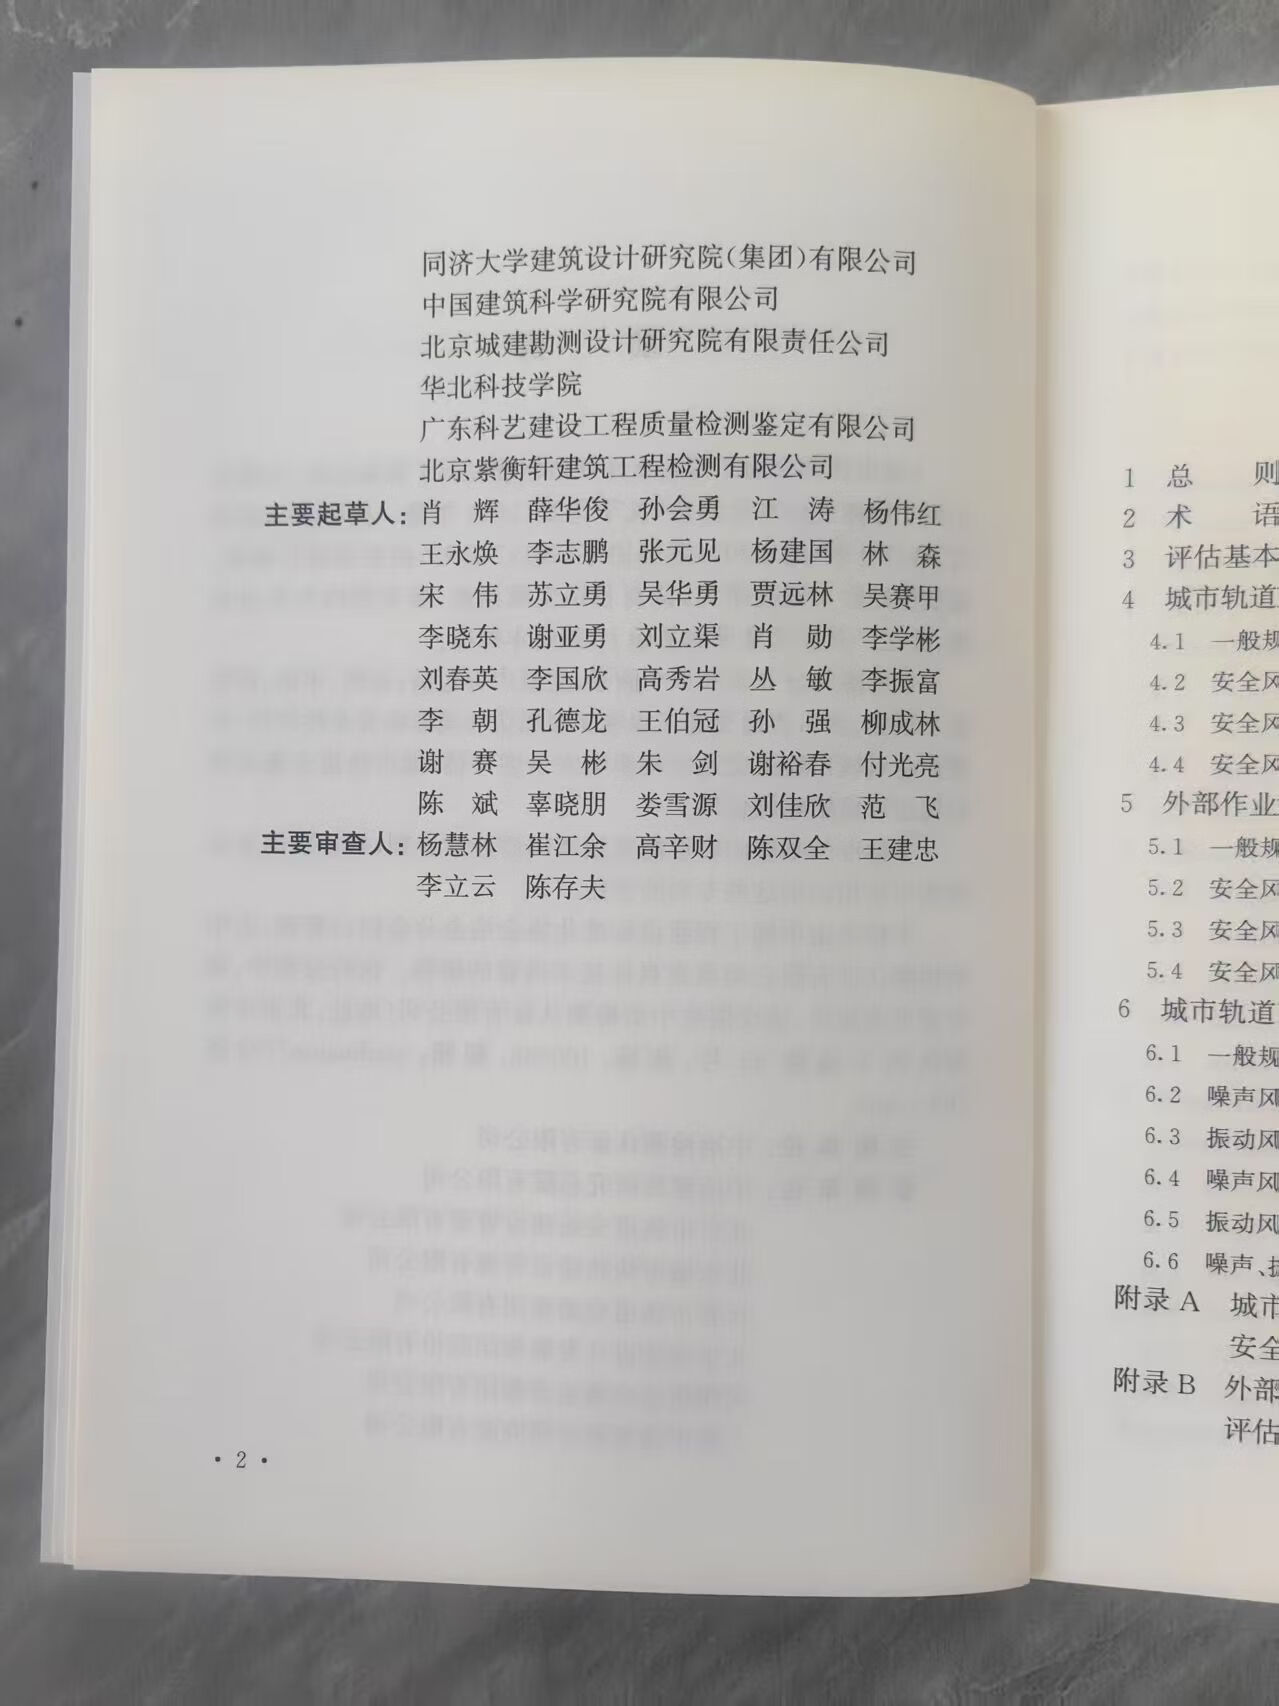 同济大学建筑设计研究院(集团)有限公司
中国建筑科学研究院有限公司
北京城建勘测设计研究院有限责任公司
华北科技学院
广东科艺建设工程质量检测鉴定有限公司
北京紫衡轩建筑工程检测有限公司
主要起草人:肖 辉 薛华俊 孙会勇 江 涛 杨伟红
王永焕 李志鹏 张元见 杨建国 林 森
宋 伟 苏立勇 吴华勇 贾远林 吴赛甲
李晓东 谢亚勇 刘立渠 肖 勋 李学彬
刘春英 李国欣 高秀岩 丛 敏 李振富
李 朝 孔德龙 王伯冠 孙 强 柳成林
谢 赛 吴 彬 朱 剑 谢裕春 付光亮
陈 斌 辜晓朋 娄雪源 刘佳欣 范 飞
主要审查人:杨慧林 崔江余 高辛财 陈双全 王建忠
李立云 陈存夫
· 2 ·
1 总 则
2 术 语
3 评估基本
4 城市轨道
4.1 一般规
4.2 安全风
4.3 安全风
4.4 安全风
5 外部作业
5.1 一般规
5.2 安全风
5.3 安全风
5.4 安全风
6 城市轨道
6.1 一般规
6.2 噪声风
6.3 振动风
6.4 噪声风
6.5 振动风
6.6 噪声、
附录A 城市
安全
附录B 外部
评估